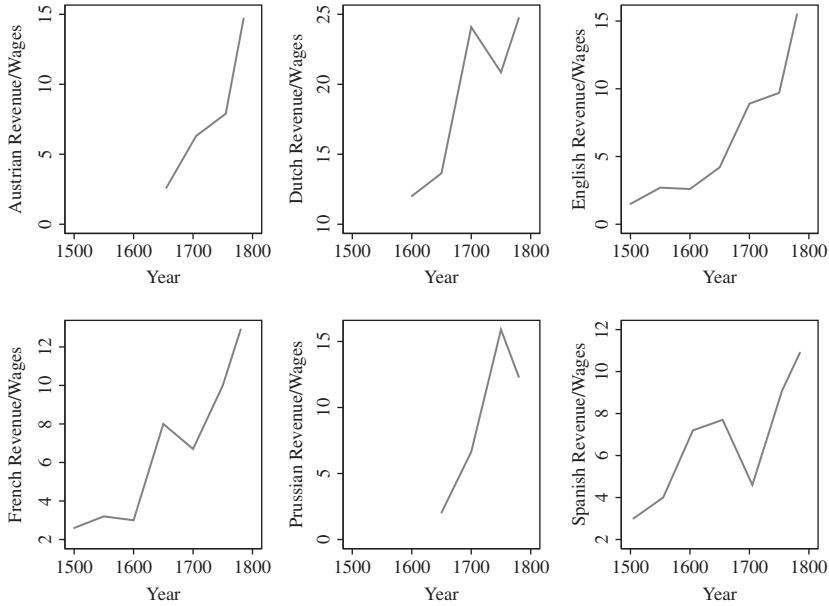 Austrian Revenue/Wages
15
10
5
0
1500 1600 1700 1800
Year
Dutch Revenue/Wages
25
20
15
10
1500 1600 1700 1800
Year
English Revenue/Wages
15
10
5
0
1500 1600 1700 1800
Year
French Revenue/Wages
12
10
8
6
4
2
1500 1600 1700 1800
Year
Prussian Revenue/Wages
15
10
5
0
1500 1600 1700 1800
Year
Spanish Revenue/Wages
12
10
8
6
4
2
1500 1600 1700 1800
Year